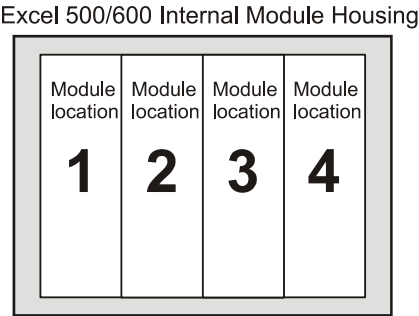 Excel 500/600 Internal Module Housing
Module location
1
Module location
2
Module location
3
Module location
4